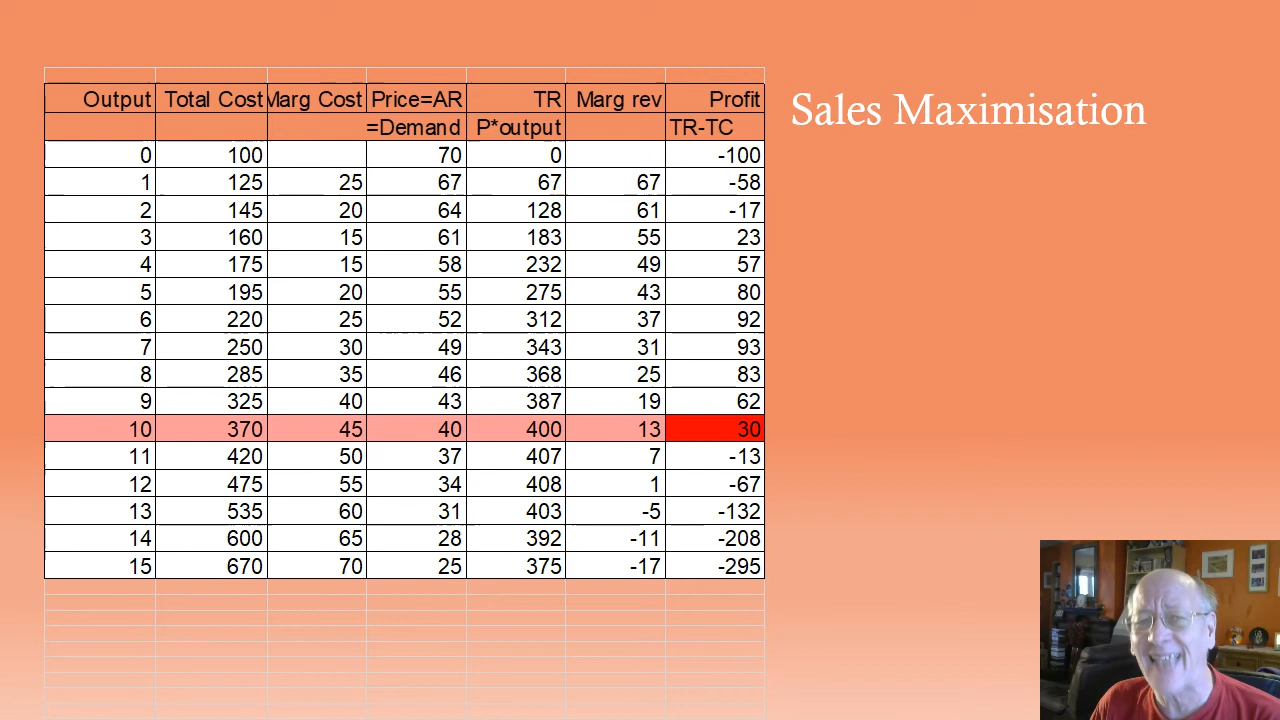 Sales Maximisation
Output Total Cost Marg Cost Price=AR TR Marg rev Profit
=Demand P*output TR-TC
0 100 70 0 -100
1 125 25 67 67 67 -58
2 145 20 64 128 61 -17
3 160 15 61 183 55 23
4 175 15 58 232 49 57
5 195 20 55 275 43 80
6 220 25 52 312 37 92
7 250 30 49 343 31 93
8 285 35 46 368 25 83
9 325 40 43 387 19 62
10 370 45 40 400 13 30
11 420 50 37 407 7 -13
12 475 55 34 408 1 -67
13 535 60 31 403 -5 -132
14 600 65 28 392 -11 -208
15 670 70 25 375 -17 -295